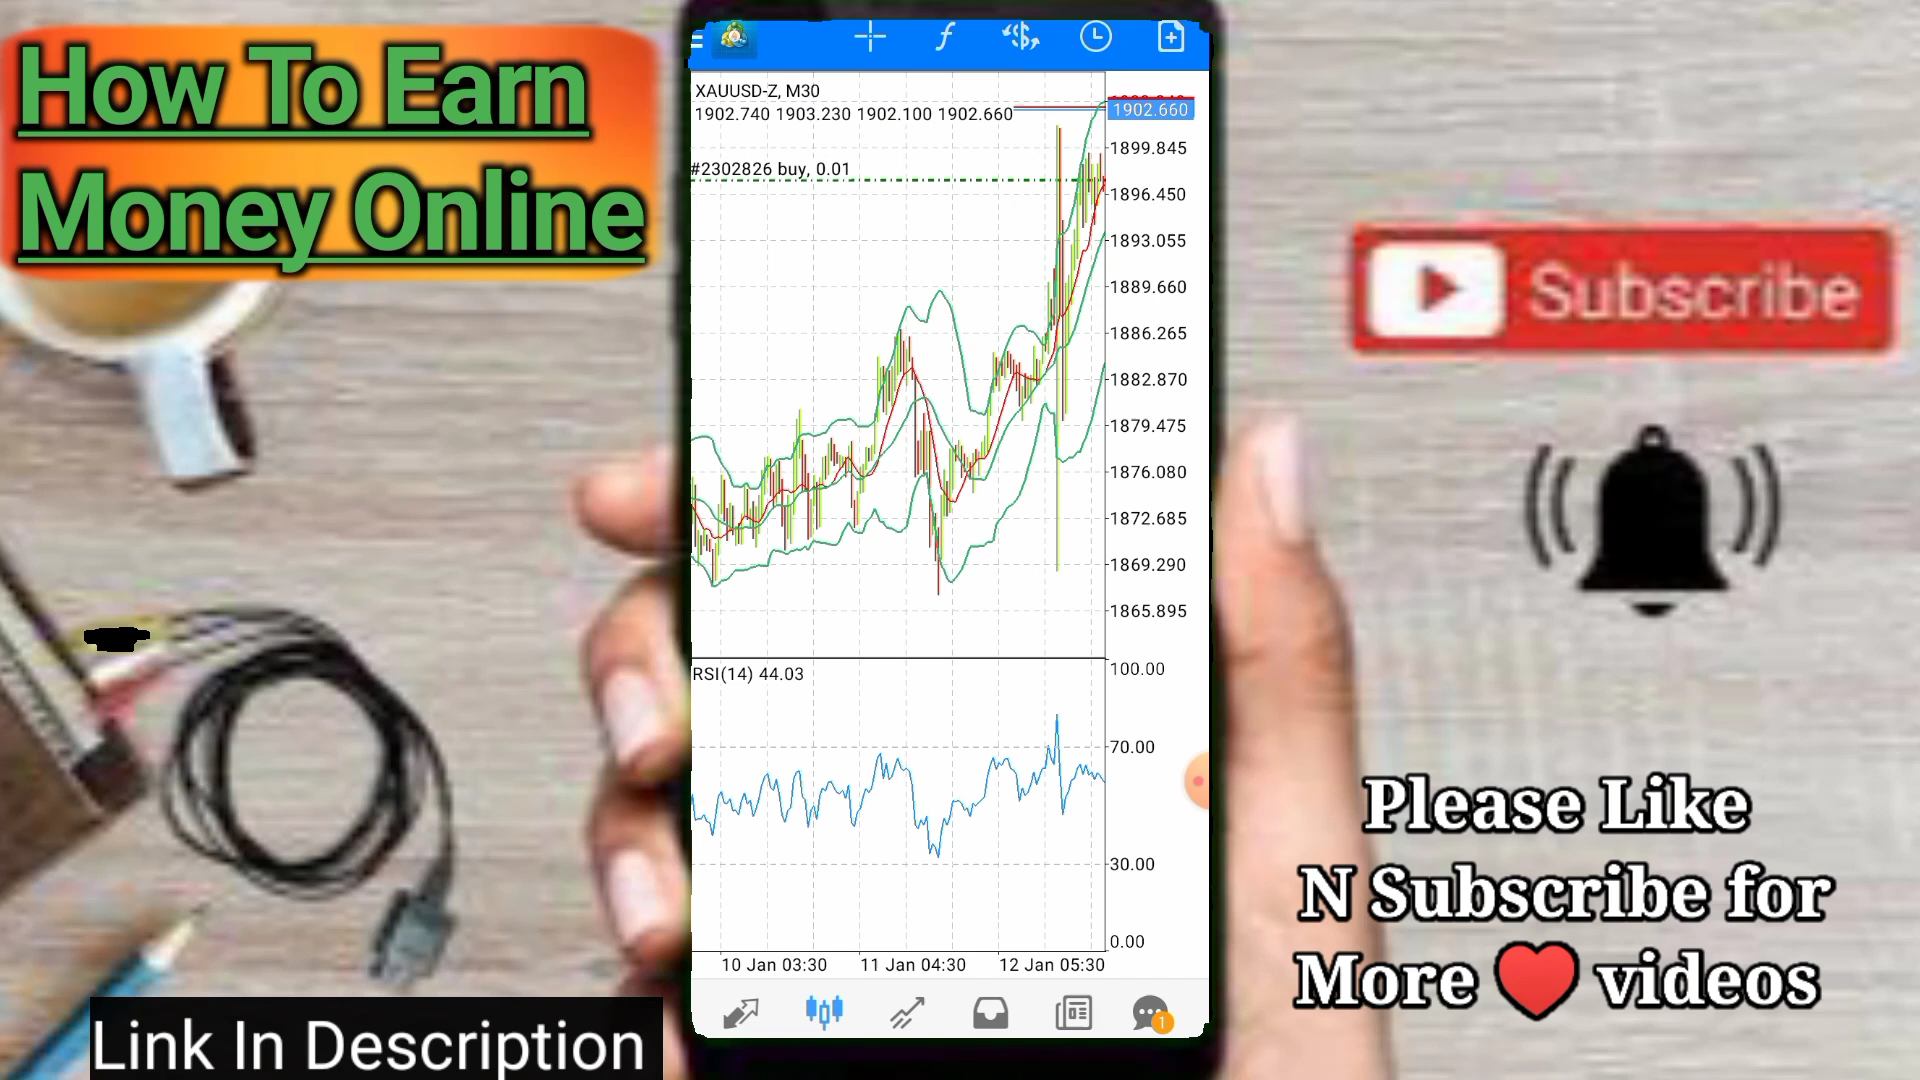 How To Earn
Money Online
XAUUSD-Z, M30
1902.740 1903.230 1902.100 1902.660
1902.660
1899.845
#2302826 buy, 0.01
1896.450
1893.055
1889.660
1886.265
1882.870
1879.475
1876.080
1872.685
1869.290
1865.895
RSI(14) 44.03
100.00
70.00
30.00
0.00
10 Jan 03:30
11 Jan 04:30
12 Jan 05:30
1
Subscribe
Please Like
N Subscribe for
More ♥ videos
Link In Description